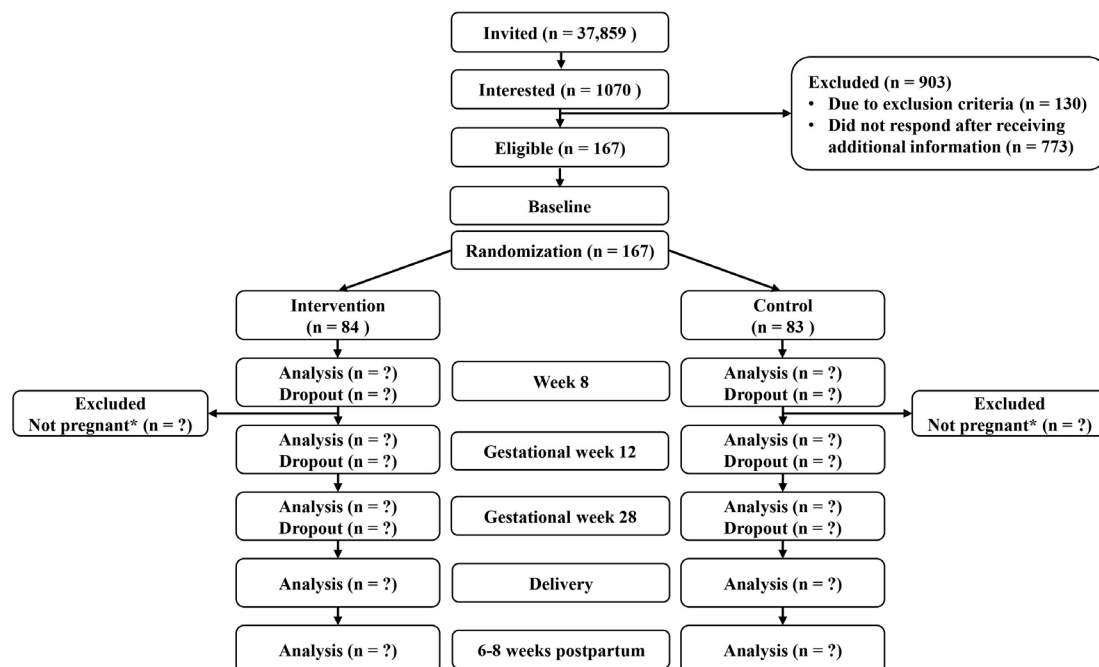 Invited (n = 37,859 )
Interested (n = 1070 )
Excluded (n = 903)
• Due to exclusion criteria (n = 130)
• Did not respond after receiving
additional information (n = 773)
Eligible (n = 167)
Baseline
Randomization (n = 167)
Intervention
(n = 84 )
Control
(n = 83 )
Analysis (n = ?)
Dropout (n = ?)
Week 8
Analysis (n = ?)
Dropout (n = ?)
Excluded
Not pregnant* (n = ?)
Excluded
Not pregnant* (n = ?)
Analysis (n = ?)
Dropout (n = ?)
Gestational week 12
Analysis (n = ?)
Dropout (n = ?)
Analysis (n = ?)
Dropout (n = ?)
Gestational week 28
Analysis (n = ?)
Dropout (n = ?)
Analysis (n = ?)
Delivery
Analysis (n = ?)
Analysis (n = ?)
6-8 weeks postpartum
Analysis (n = ?)